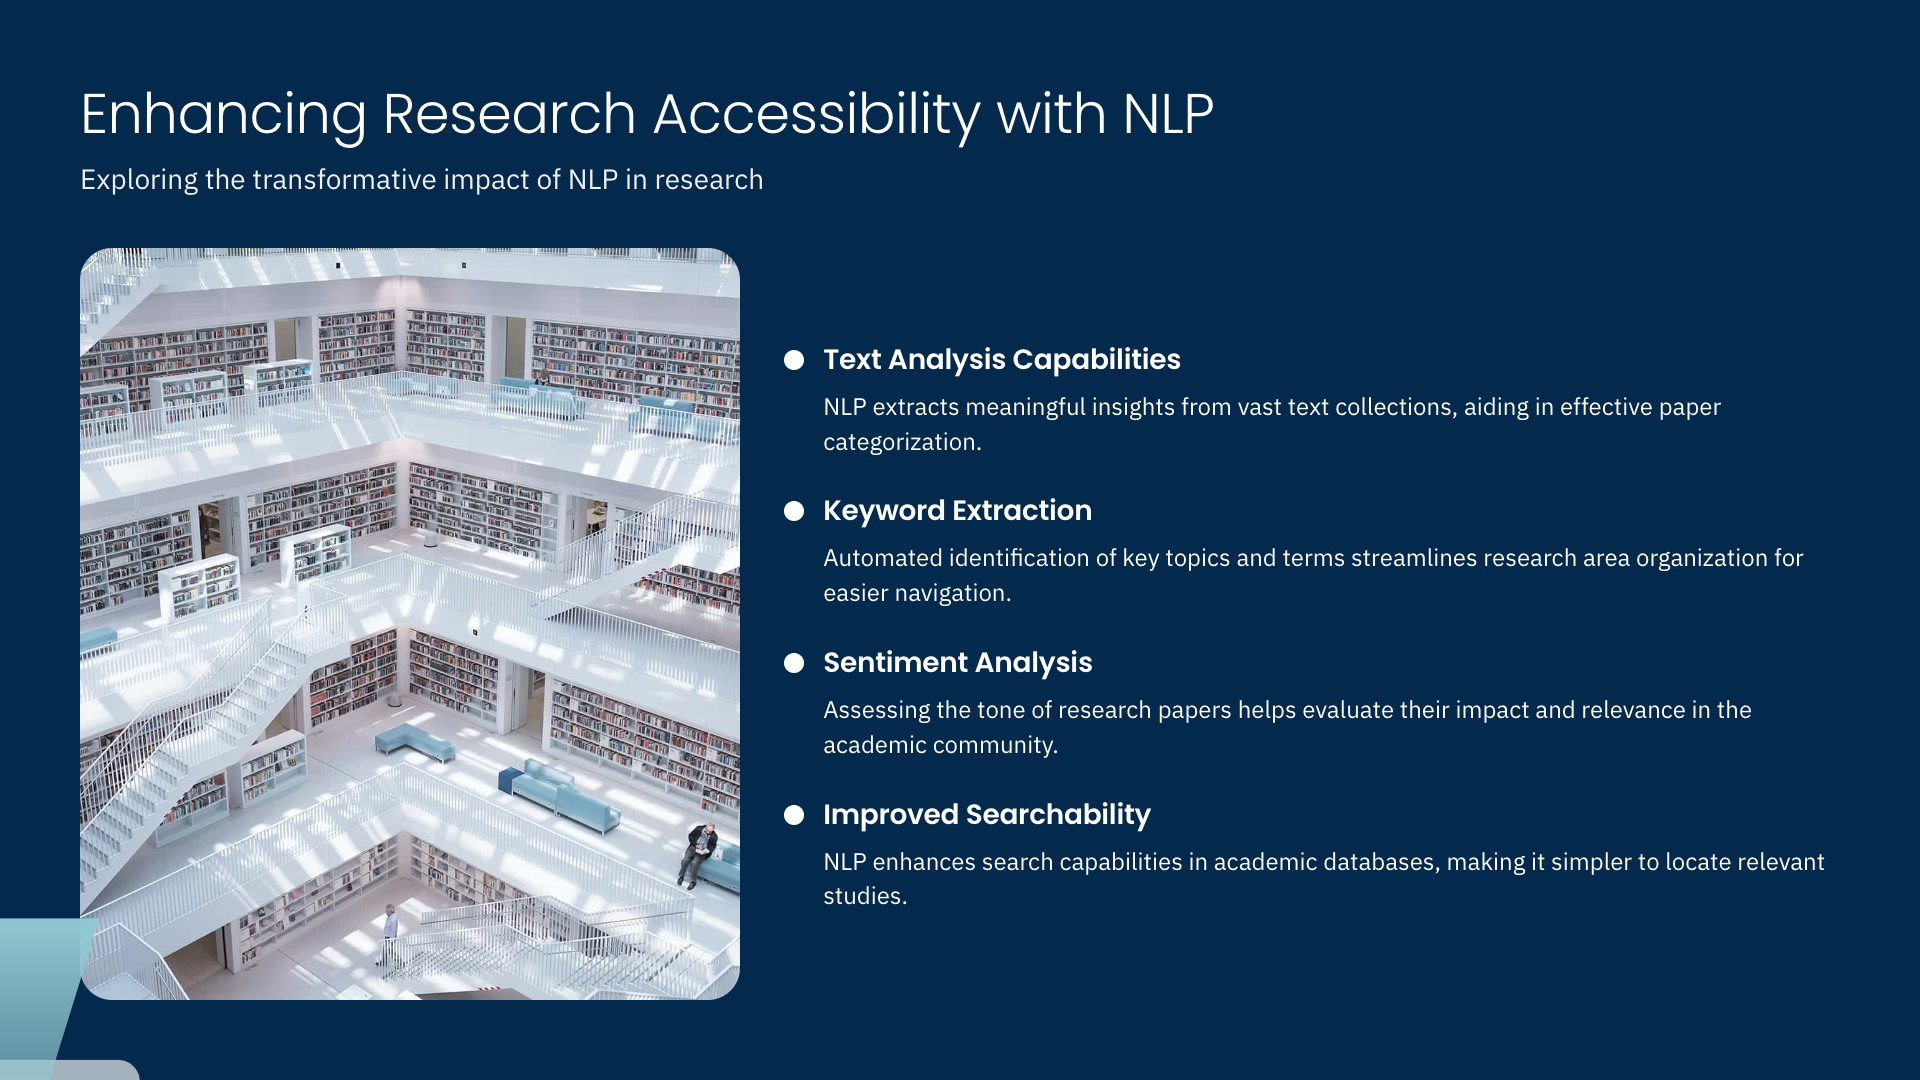 Enhancing Research Accessibility with NLP
Exploring the transformative impact of NLP in research
Text Analysis Capabilities
NLP extracts meaningful insights from vast text collections, aiding in effective paper
categorization.
Keyword Extraction
Automated identification of key topics and terms streamlines research area organization for
easier navigation.
Sentiment Analysis
Assessing the tone of research papers helps evaluate their impact and relevance in the
academic community.
Improved Searchability
NLP enhances search capabilities in academic databases, making it simpler to locate relevant
studies.